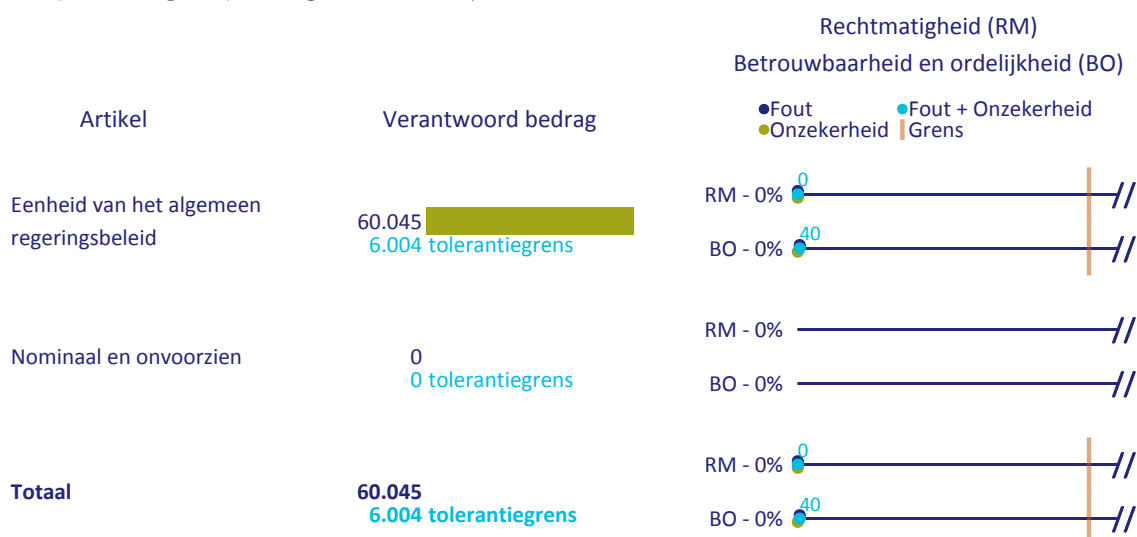 Rechtmatigheid (RM)
Betrouwbaarheid en ordelijkheid (BO)
Artikel
Verantwoord bedrag
Fout
Fout + Onzekerheid
Onzekerheid
Grens
Eenheid van het algemeen
regeringsbeleid
60.045
6.004 tolerantiegrens
RM - 0%
0
BO - 0%
40
Nominaal en onvoorzien
0
0 tolerantiegrens
RM - 0%
BO - 0%
Totaal
60.045
6.004 tolerantiegrens
RM - 0%
0
BO - 0%
40